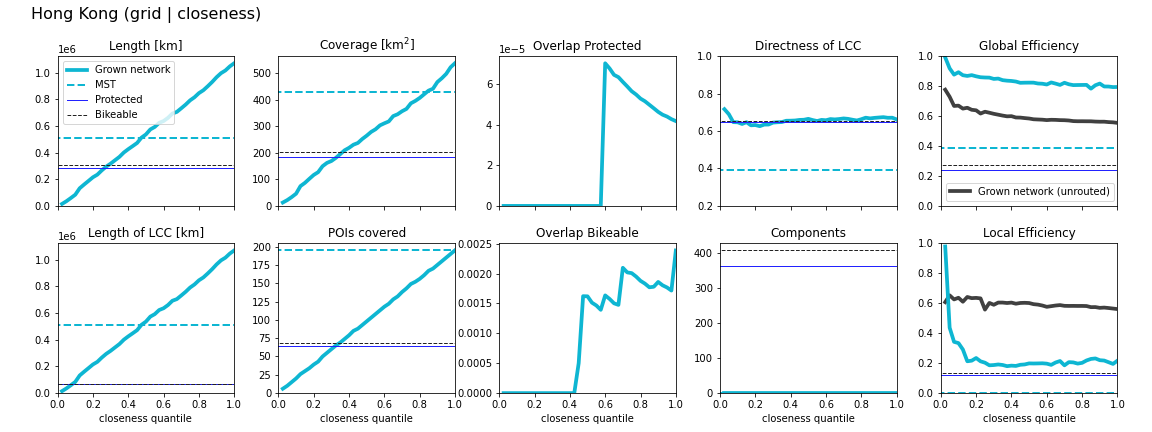 Hong Kong (grid | closeness)
Length [km]
1e6
1.0
0.8
0.6
0.4
0.2
0.0
Grown network
MST
Protected
Bikeable
Coverage [km²]
500
400
300
200
100
0
Overlap Protected
1e−5
6
4
2
0
Directness of LCC
1.0
0.8
0.6
0.4
0.2
Global Efficiency
1.0
0.8
0.6
0.4
0.2
0.0
Grown network (unrouted)
Length of LCC [km]
1e6
1.0
0.8
0.6
0.4
0.2
0.0
0.0 0.2 0.4 0.6 0.8 1.0
closeness quantile
POIs covered
200
175
150
125
100
75
50
25
0
0.0 0.2 0.4 0.6 0.8 1.0
closeness quantile
Overlap Bikeable
0.0025
0.0020
0.0015
0.0010
0.0005
0.0000
0.0 0.2 0.4 0.6 0.8 1.0
closeness quantile
Components
400
300
200
100
0
0.0 0.2 0.4 0.6 0.8 1.0
closeness quantile
Local Efficiency
1.0
0.8
0.6
0.4
0.2
0.0
0.0 0.2 0.4 0.6 0.8 1.0
closeness quantile